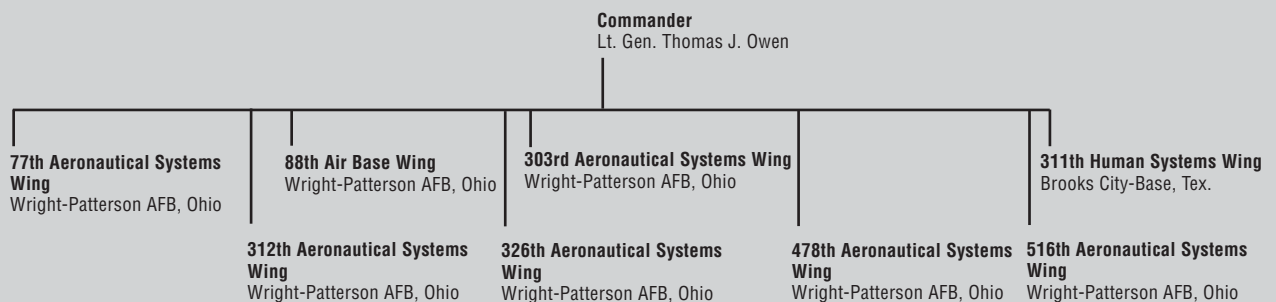 Commander
Lt. Gen. Thomas J. Owen
77th Aeronautical Systems
Wing
Wright-Patterson AFB, Ohio
88th Air Base Wing
Wright-Patterson AFB, Ohio
303rd Aeronautical Systems Wing
Wright-Patterson AFB, Ohio
311th Human Systems Wing
Brooks City-Base, Tex.
312th Aeronautical Systems
Wing
Wright-Patterson AFB, Ohio
326th Aeronautical Systems
Wing
Wright-Patterson AFB, Ohio
478th Aeronautical Systems
Wing
Wright-Patterson AFB, Ohio
516th Aeronautical Systems
Wing
Wright-Patterson AFB, Ohio